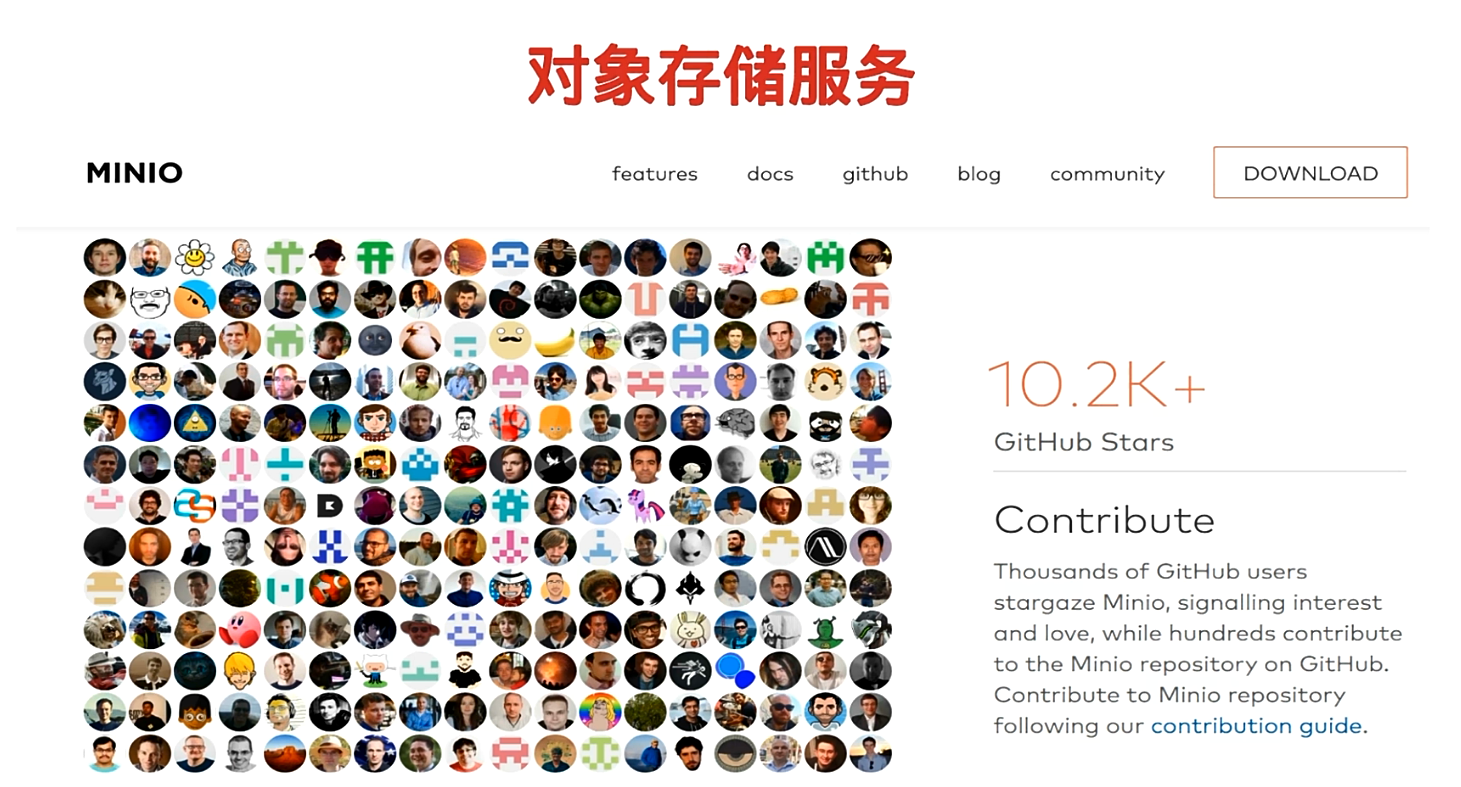 对象存储服务
MINIO features docs github blog community DOWNLOAD
10.2K+
GitHub Stars
Contribute
Thousands of GitHub users
stargaze Minio, signalling interest
and love, while hundreds contribute
to the Minio repository on GitHub.
Contribute to Minio repository
following our contribution guide.